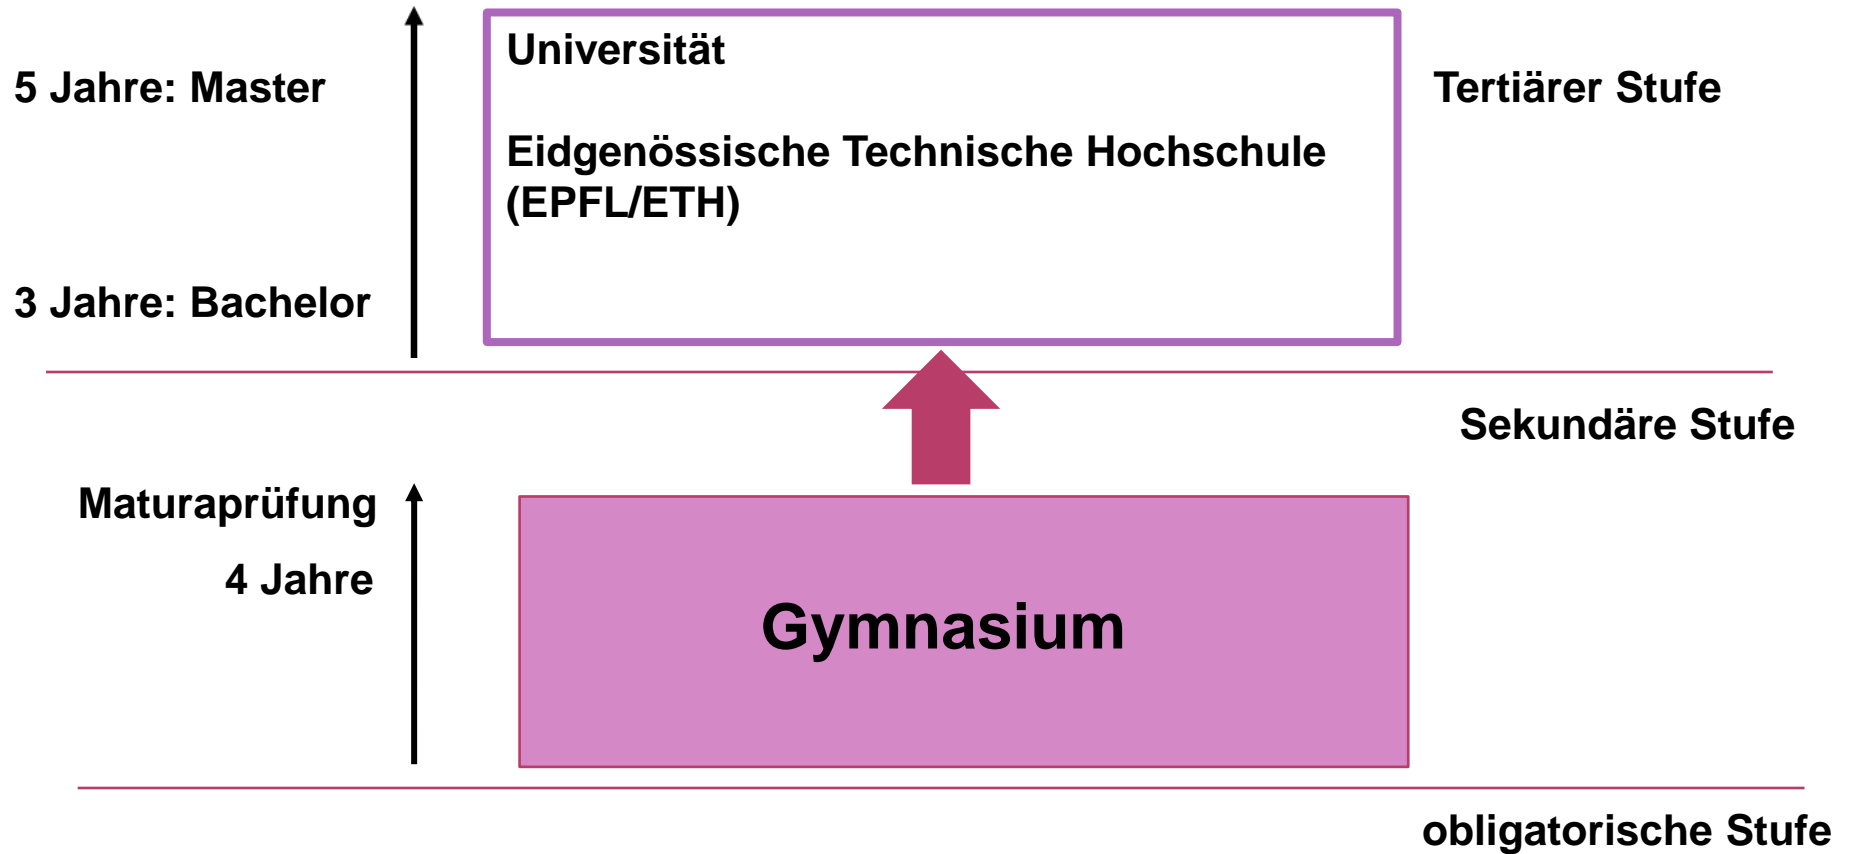 Universität
5 Jahre: Master
Tertiärer Stufe
Eidgenössische Technische Hochschule
(EPFL/ETH)
3 Jahre: Bachelor
Sekundäre Stufe
Maturaprüfung
4 Jahre
Gymnasium
obligatorische Stufe